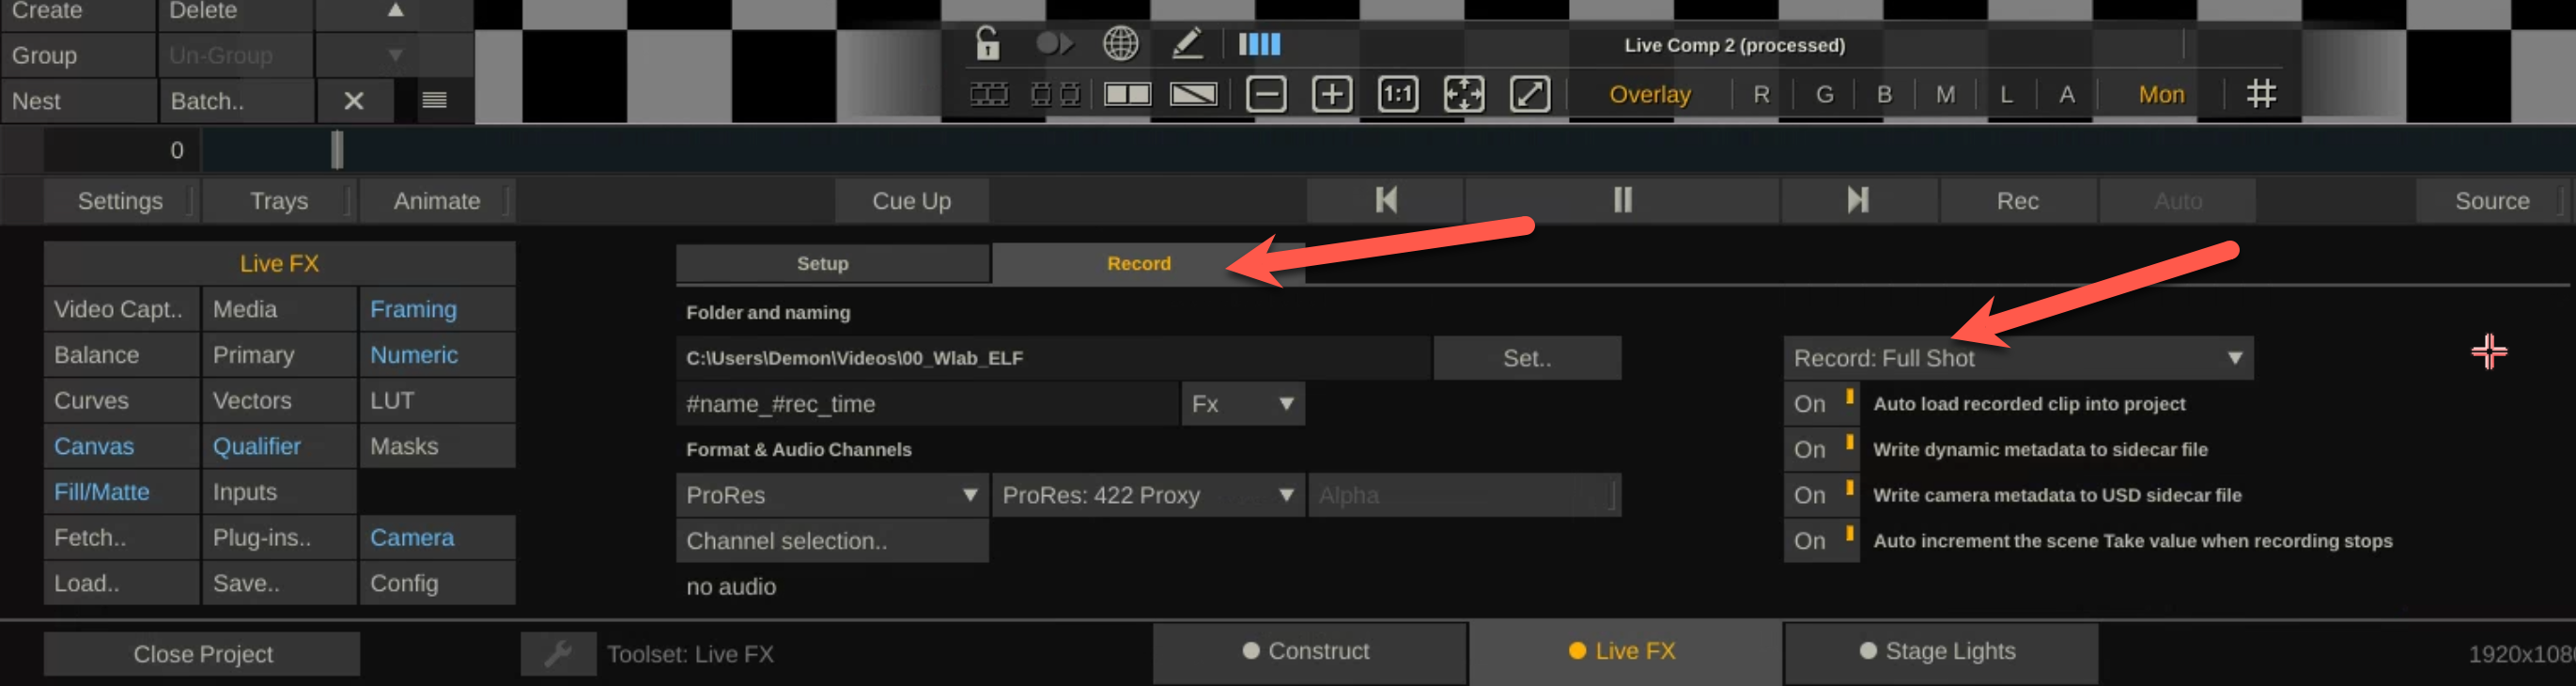 Create Delete ▲
Group Un-Group ▼
Nest Batch.. ✕
Live Comp 2 (processed)
1:1 Overlay R G B M L A Mon
0
Settings Trays Animate Cue Up Rec Auto Source
Live FX
Video Capt.. Media Framing
Balance Primary Numeric
Curves Vectors LUT
Canvas Qualifier Masks
Fill/Matte Inputs
Fetch.. Plug-ins.. Camera
Load.. Save.. Config
Setup Record
Folder and naming
C:\Users\Demon\Videos\00_Wlab_ELF Set..
#name_#rec_time Fx ▼
Format & Audio Channels
ProRes ▼ ProRes: 422 Proxy ▼ Alpha
Channel selection..
no audio
Record: Full Shot ▼
On Auto load recorded clip into project
On Write dynamic metadata to sidecar file
On Write camera metadata to USD sidecar file
On Auto increment the scene Take value when recording stops
Close Project Toolset: Live FX Construct Live FX Stage Lights